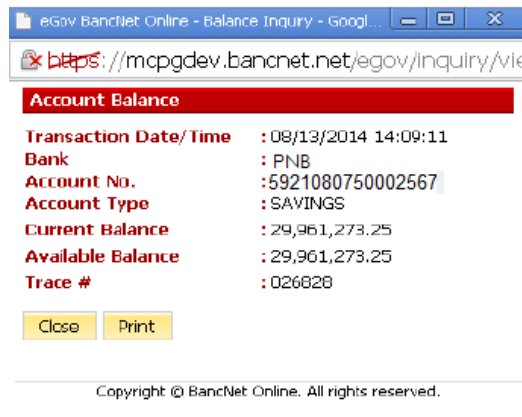 eGov BancNet Online - Balance Inqury - Googl...
https://mcpgdev.bancnet.net/egov/inquiry/vie
Account Balance
Transaction Date/Time : 08/13/2014 14:09:11
Bank : PNB
Account No. :5921080750002567
Account Type : SAVINGS
Current Balance : 29,961,273.25
Available Balance : 29,961,273.25
Trace # : 026828
Close Print
Copyright © BancNet Online. All rights reserved.